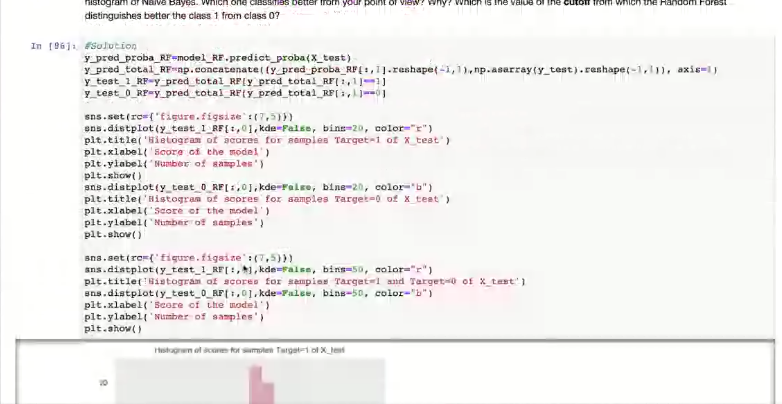 histogram of Naive Bayes. Which one classifies better from your point of view? Why? Which is the value of the cutoff from which the Random Forest
distinguishes better the class 1 from class 0?
In [96]: #Solution
y_pred_proba_RF=model_RF.predict_proba(X_test)
y_pred_total_RF=np.concatenate((y_pred_proba_RF[:,1].reshape(-1,1),np.asarray(y_test).reshape(-1,1)), axis=1)
y_test_1_RF=y_pred_total_RF[y_pred_total_RF[:,1]==1]
y_test_0_RF=y_pred_total_RF[y_pred_total_RF[:,1]==0]
sns.set(rc={'figure.figsize':(7,5)})
sns.distplot(y_test_1_RF[:,0],kde=False, bins=20, color="r")
plt.title('Histogram of scores for samples Target=1 of X_test')
plt.xlabel('Score of the model')
plt.ylabel('Number of samples')
plt.show()
sns.distplot(y_test_0_RF[:,0],kde=False, bins=20, color="b")
plt.title('Histogram of scores for samples Target=0 of X_test')
plt.xlabel('Score of the model')
plt.ylabel('Number of samples')
plt.show()
sns.set(rc={'figure.figsize':(7,5)})
sns.distplot(y_test_1_RF[:,0],kde=False, bins=50, color="r")
plt.title('Histogram of scores for samples Target=1 and Target=0 of X_test')
sns.distplot(y_test_0_RF[:,0],kde=False, bins=50, color="b")
plt.xlabel('Score of the model')
plt.ylabel('Number of samples')
plt.show()
Histogram of scores for samples Target=1 of X_test